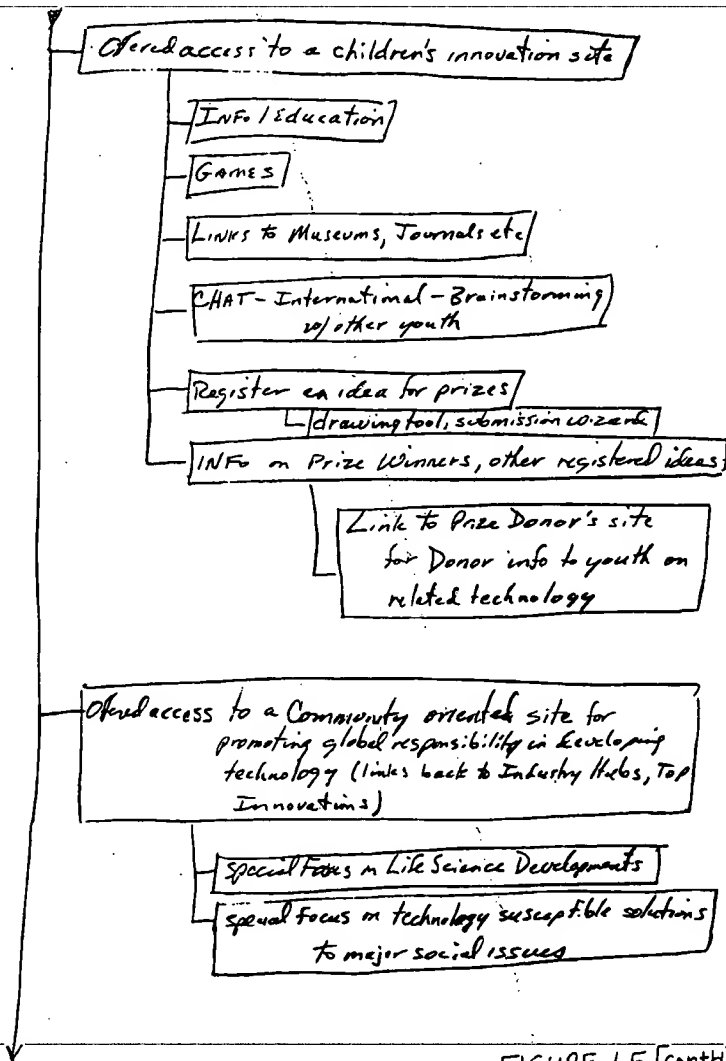 Offered access to a children's innovation site
INFO / Education
GAMES
LINKS to Museums, Journals etc
CHAT - International - Brainstorming
w/ other youth
Register an idea for prizes
drawing tool, submission wizard
INFO on Prize Winners, other registered ideas
Link to Prize Donor's site
for Donor info to youth on
related technology
Offered access to a Community oriented site for
promoting global responsibility in developing
technology (links back to Industry Hubs, Top
Innovations)
special Focus on Life Science Developments
special Focus on technology susceptible solutions
to major social issues
FIGURE 1E